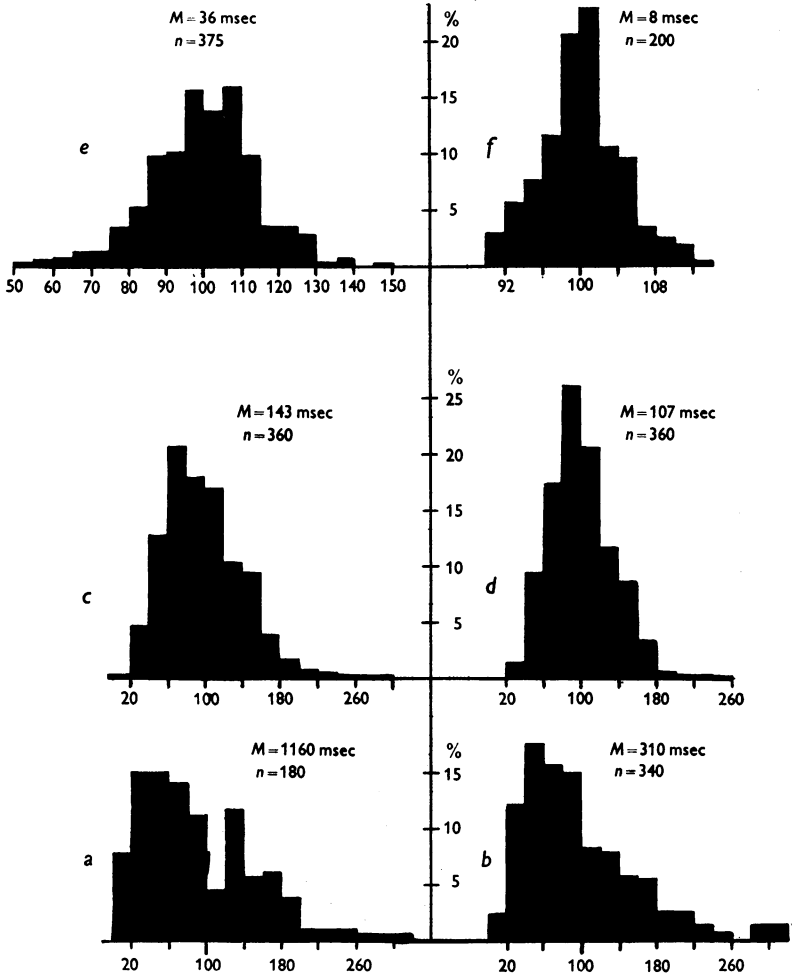 M = 36 msec
n = 375
%
M = 8 msec
n = 200
20
15
10
5
e
f
50 60 70 80 90 100 110 120 130 140 150
92 100 108
%
M = 143 msec
n = 360
M = 107 msec
n = 360
25
20
15
10
5
c
d
20 100 180 260
20 100 180 260
M = 1160 msec
n = 180
%
M = 310 msec
n = 340
15
10
5
a
b
20 100 180 260
20 100 180 260